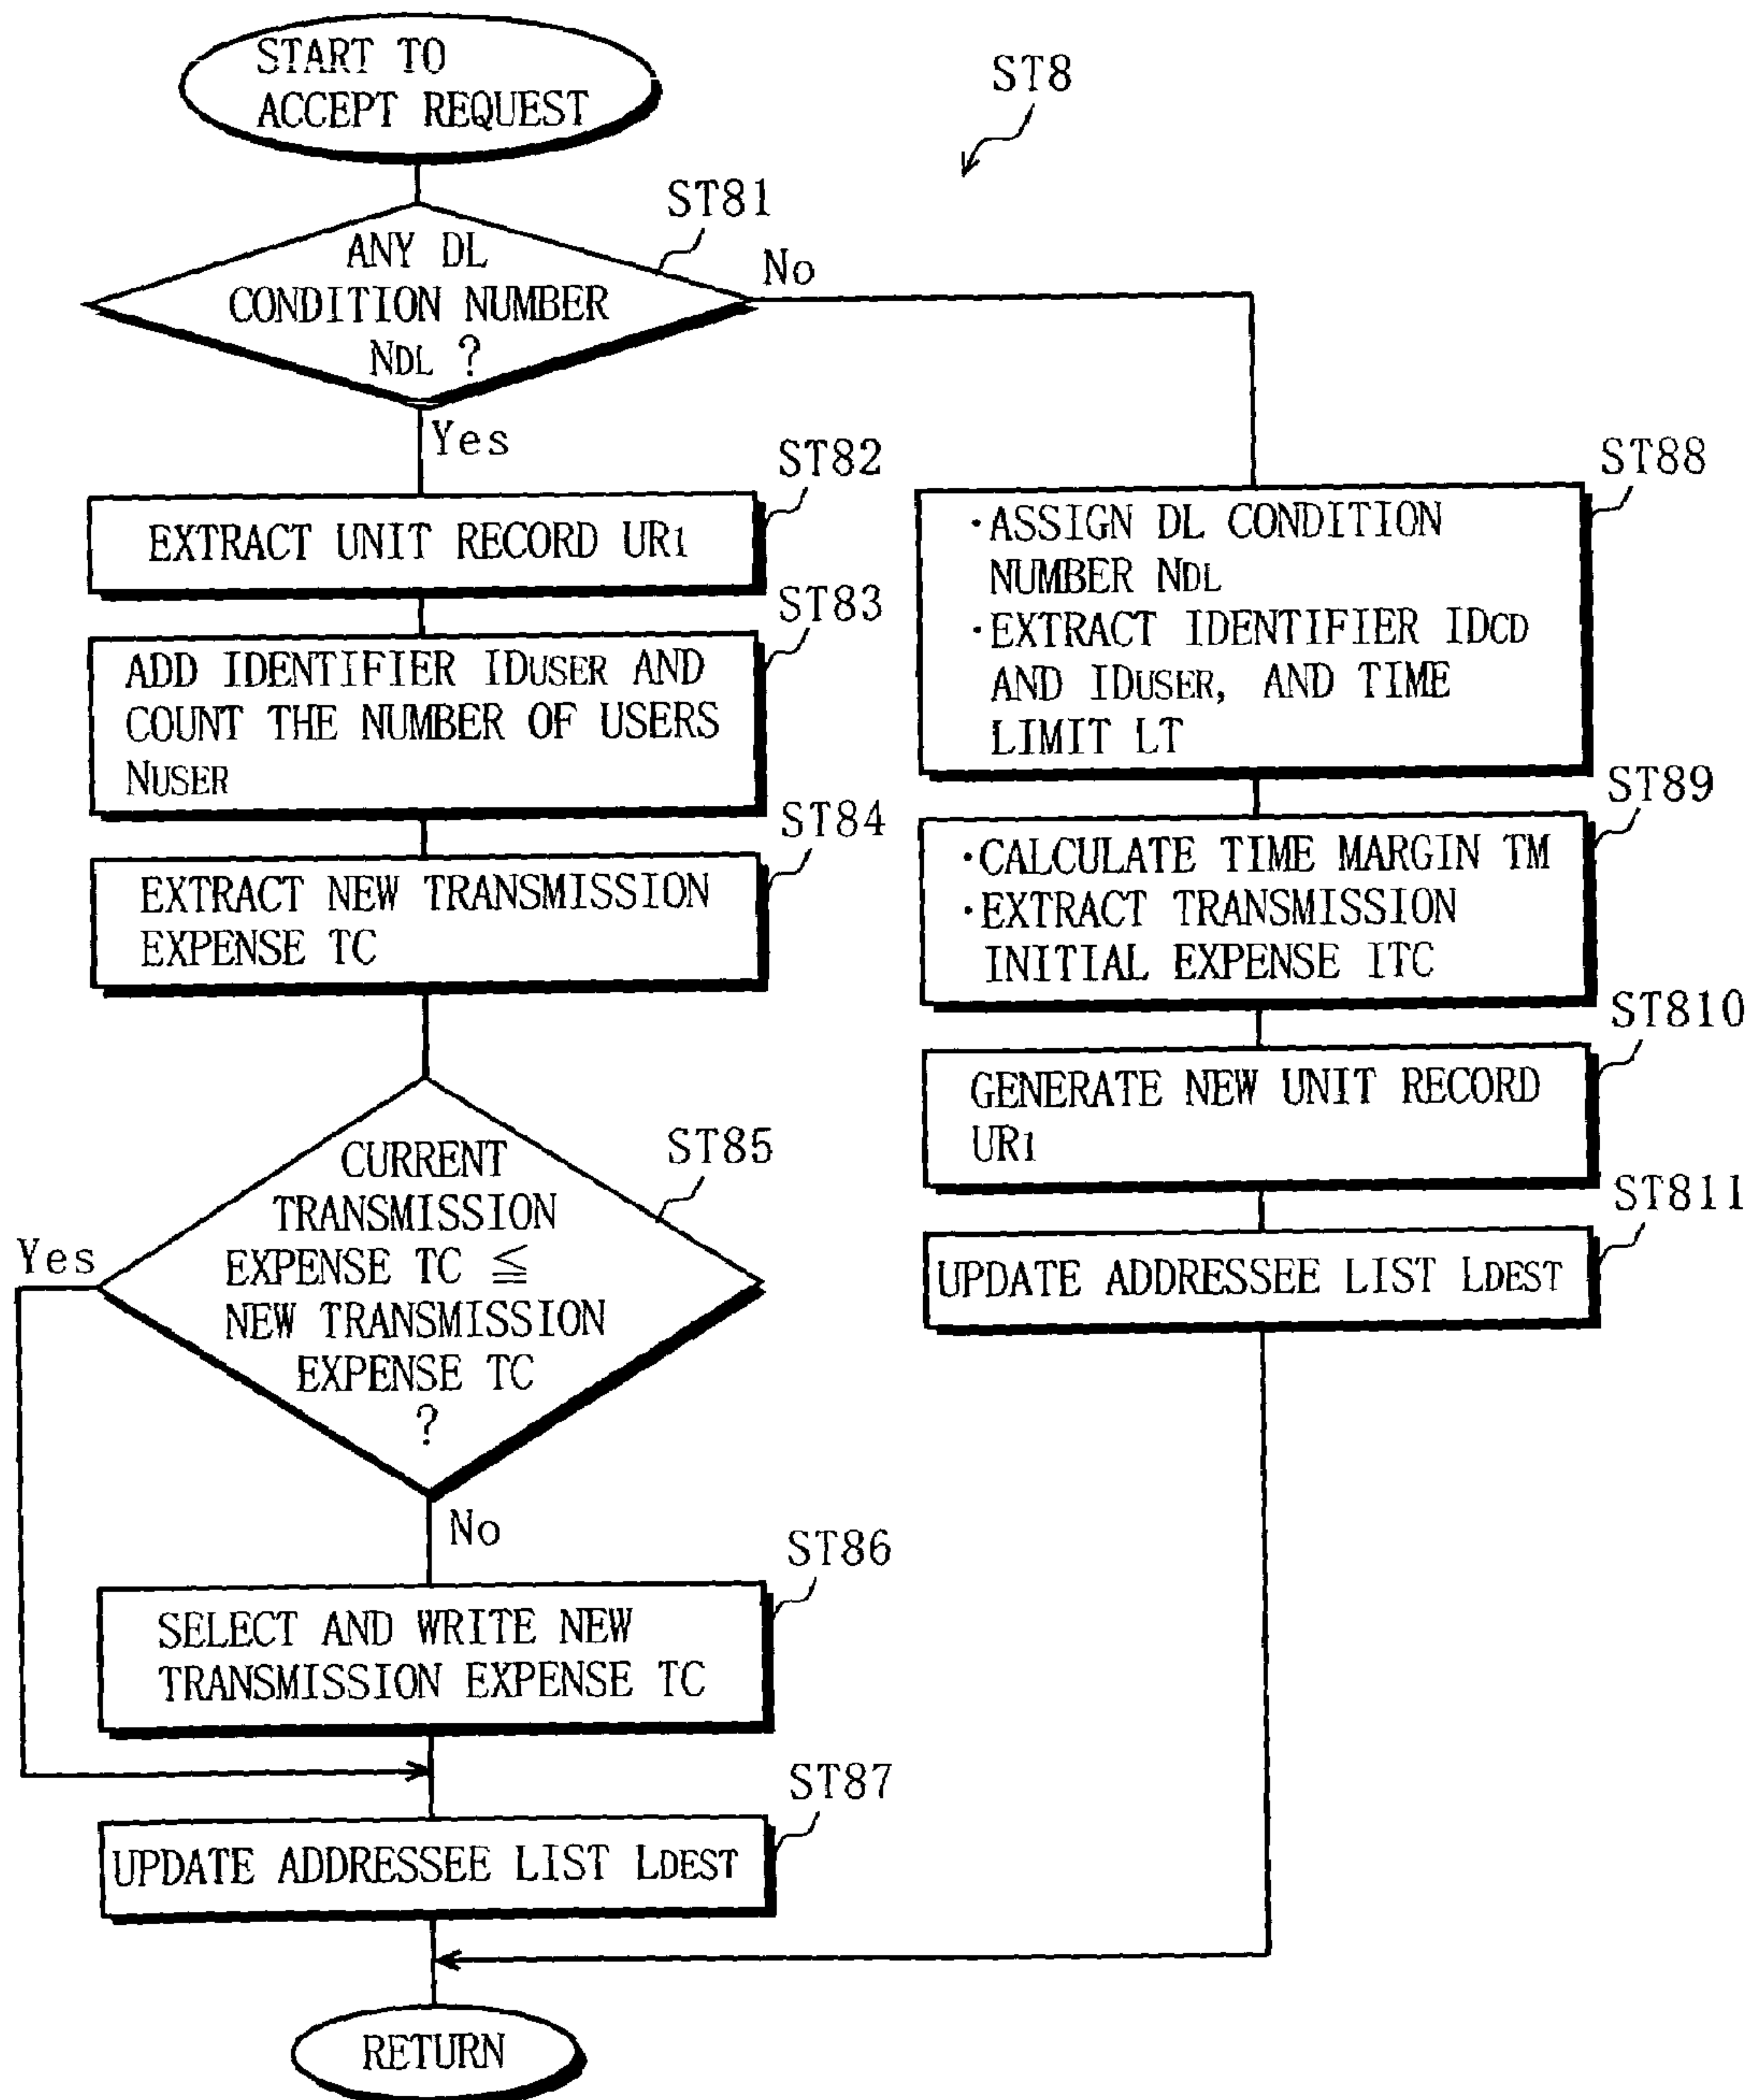 START TO
ACCEPT REQUEST
ST8
ST81
ANY DL
CONDITION NUMBER
NDL ?
No
Yes
ST82
EXTRACT UNIT RECORD UR1
ST83
ADD IDENTIFIER IDUSER AND
COUNT THE NUMBER OF USERS
NUSER
ST84
EXTRACT NEW TRANSMISSION
EXPENSE TC
ST85
CURRENT
TRANSMISSION
EXPENSE TC ≦
NEW TRANSMISSION
EXPENSE TC
?
Yes
No
ST86
SELECT AND WRITE NEW
TRANSMISSION EXPENSE TC
ST87
UPDATE ADDRESSEE LIST LDEST
ST88
・ASSIGN DL CONDITION
NUMBER NDL
・EXTRACT IDENTIFIER IDCD
AND IDUSER, AND TIME
LIMIT LT
ST89
・CALCULATE TIME MARGIN TM
・EXTRACT TRANSMISSION
INITIAL EXPENSE ITC
ST810
GENERATE NEW UNIT RECORD
UR1
ST811
UPDATE ADDRESSEE LIST LDEST
RETURN